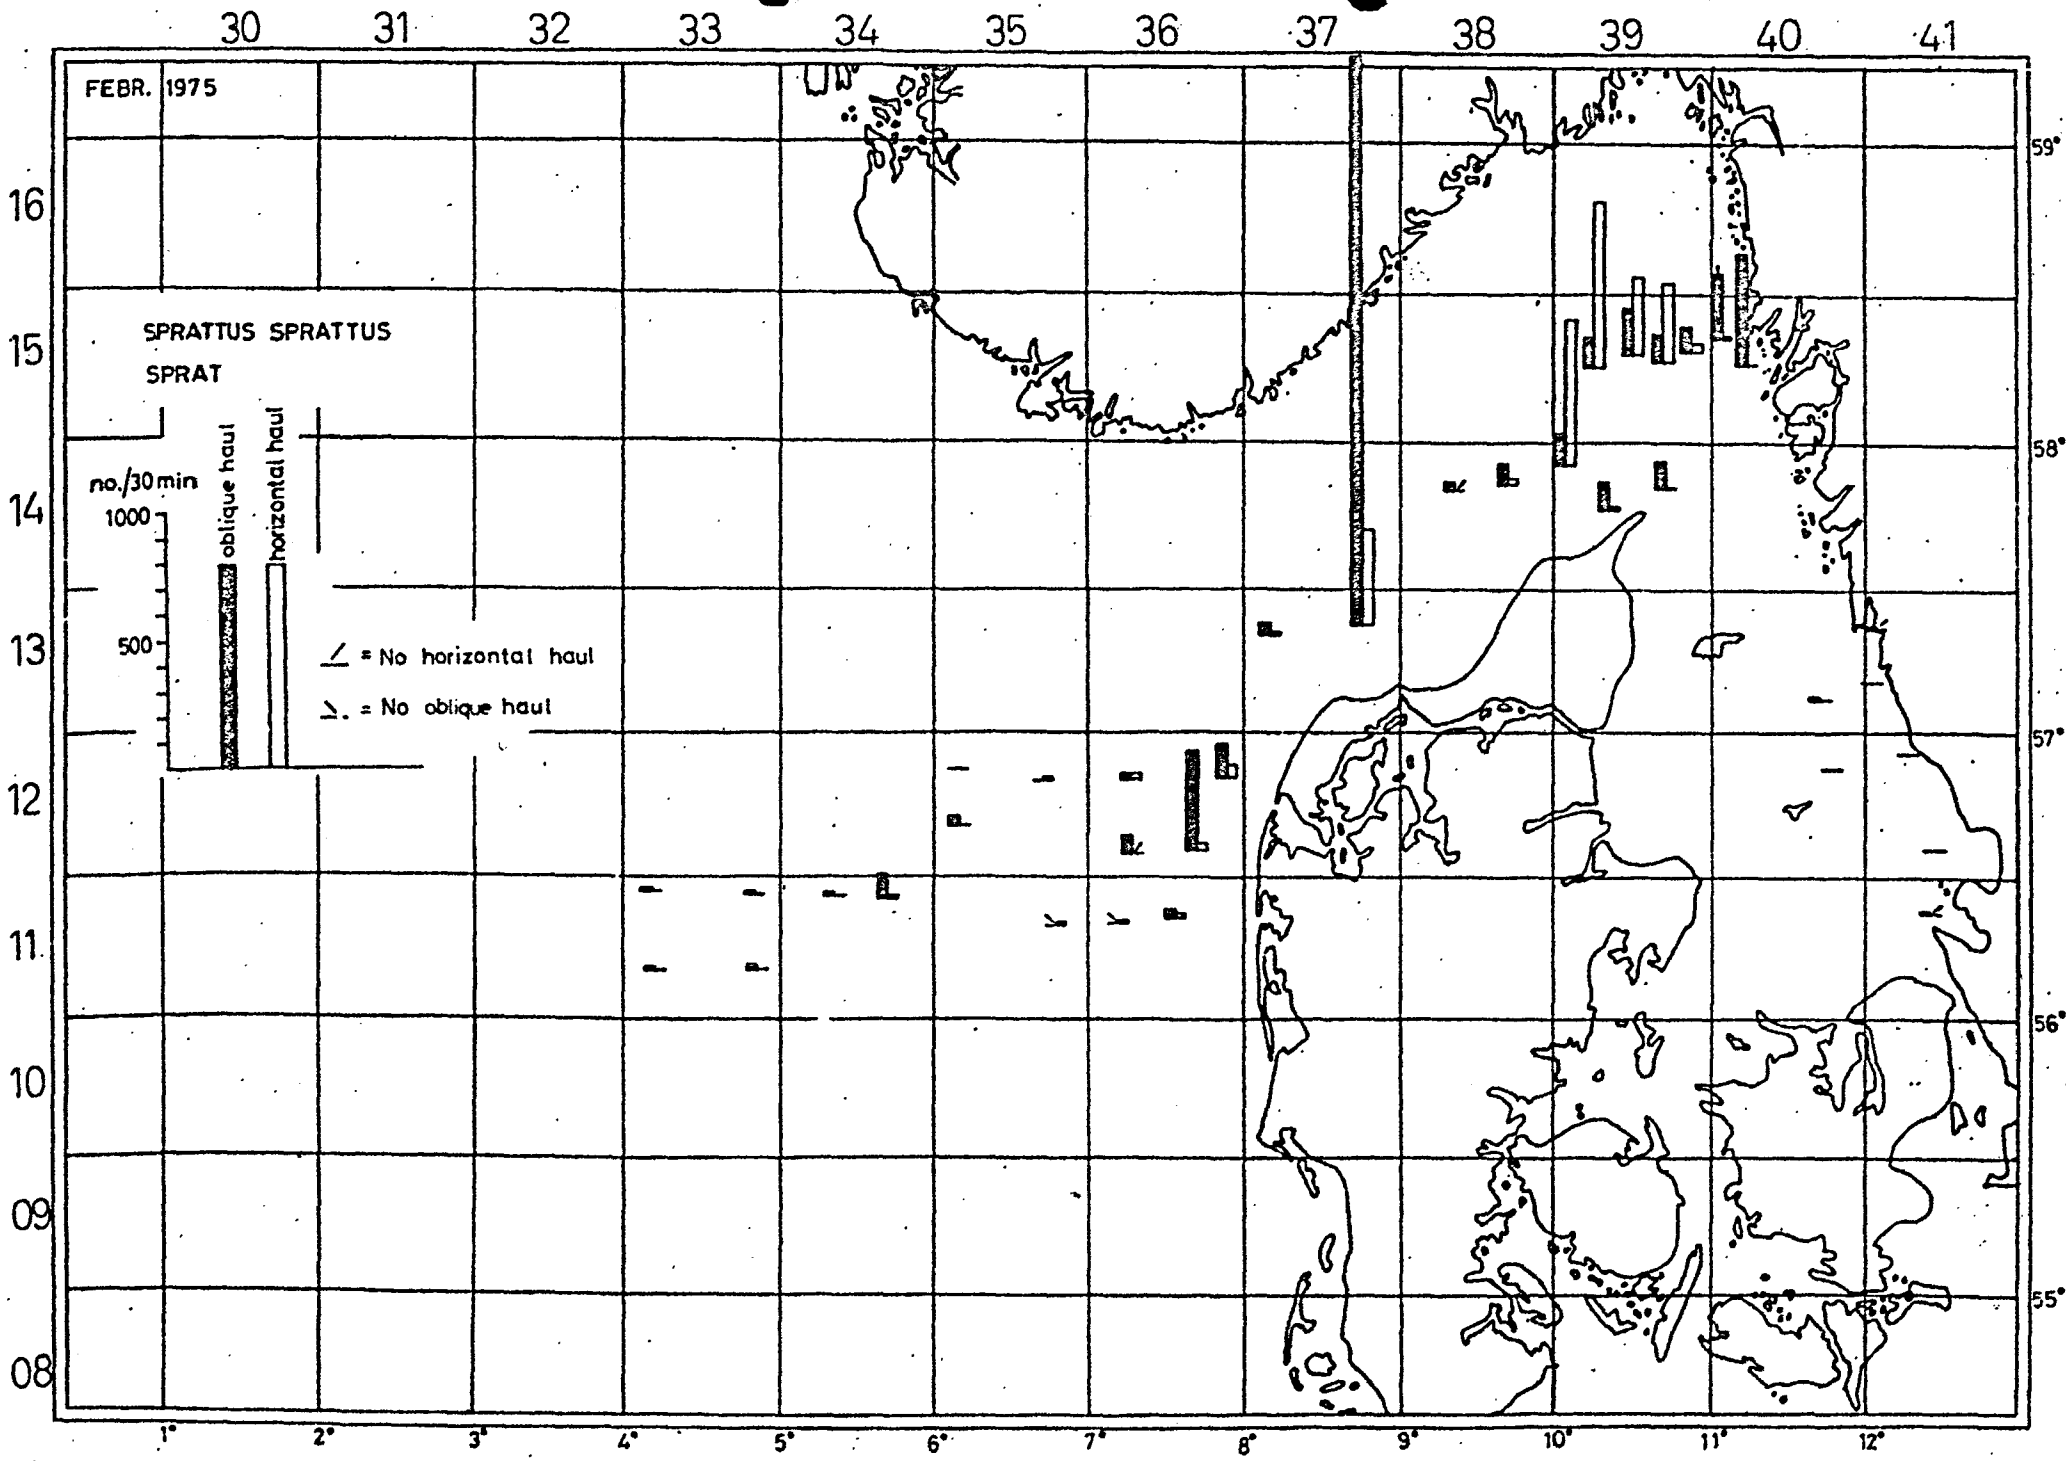 30 31 32 33 34 35 36 37 38 39 40 41
FEBR. 1975
59°
16
SPRATTUS SPRATTUS
15
SPRAT
oblique haul
horizontal haul
58°
no./30 min
14
1000
500
13
∠ = No horizontal haul
= No oblique haul
57°
12
11
56°
10
09
55°
08
1° 2° 3° 4° 5° 6° 7° 8° 9° 10° 11° 12°